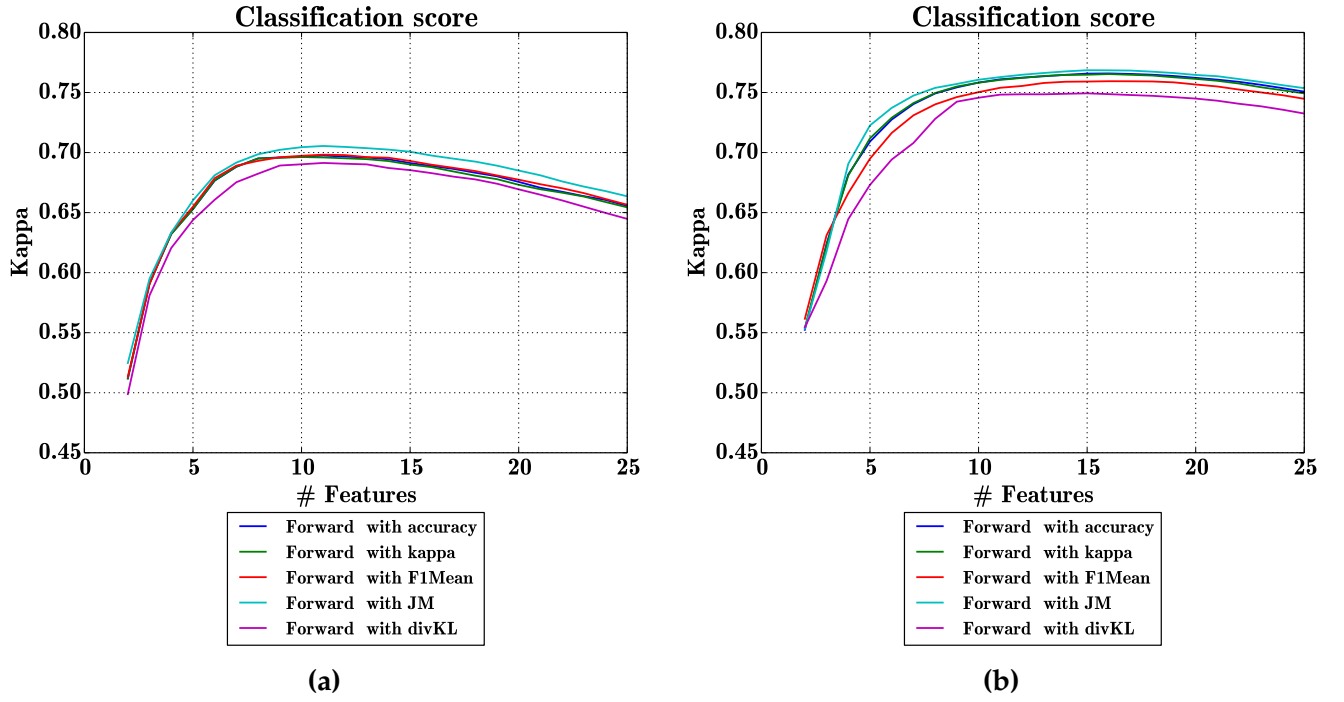 Classification score
0.80
0.75
0.70
0.65
0.60
0.55
0.50
0.45
Kappa
0 5 10 15 20 25
# Features
Forward with accuracy
Forward with kappa
Forward with F1Mean
Forward with JM
Forward with divKL
(a)
Classification score
0.80
0.75
0.70
0.65
0.60
0.55
0.50
0.45
Kappa
0 5 10 15 20 25
# Features
Forward with accuracy
Forward with kappa
Forward with F1Mean
Forward with JM
Forward with divKL
(b)